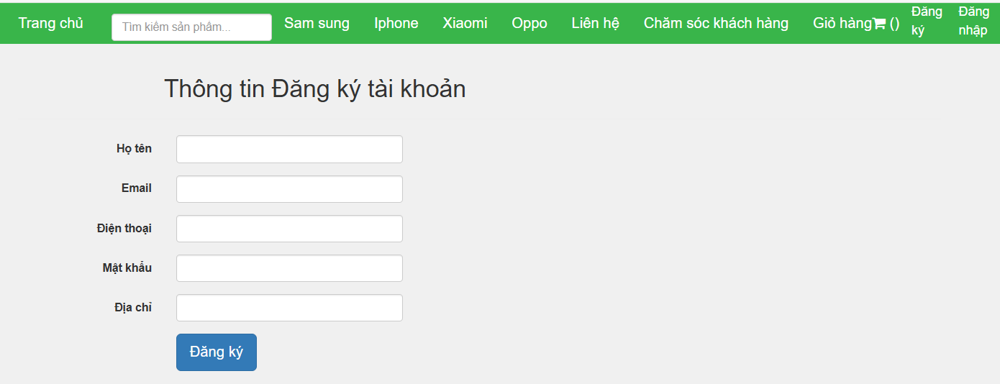 Trang chủ Tìm kiếm sản phẩm... Sam sung Iphone Xiaomi Oppo Liên hệ Chăm sóc khách hàng Giỏ hàng () Đăng ký Đăng nhập
Thông tin Đăng ký tài khoản
Họ tên
Email
Điện thoại
Mật khẩu
Địa chỉ
Đăng ký